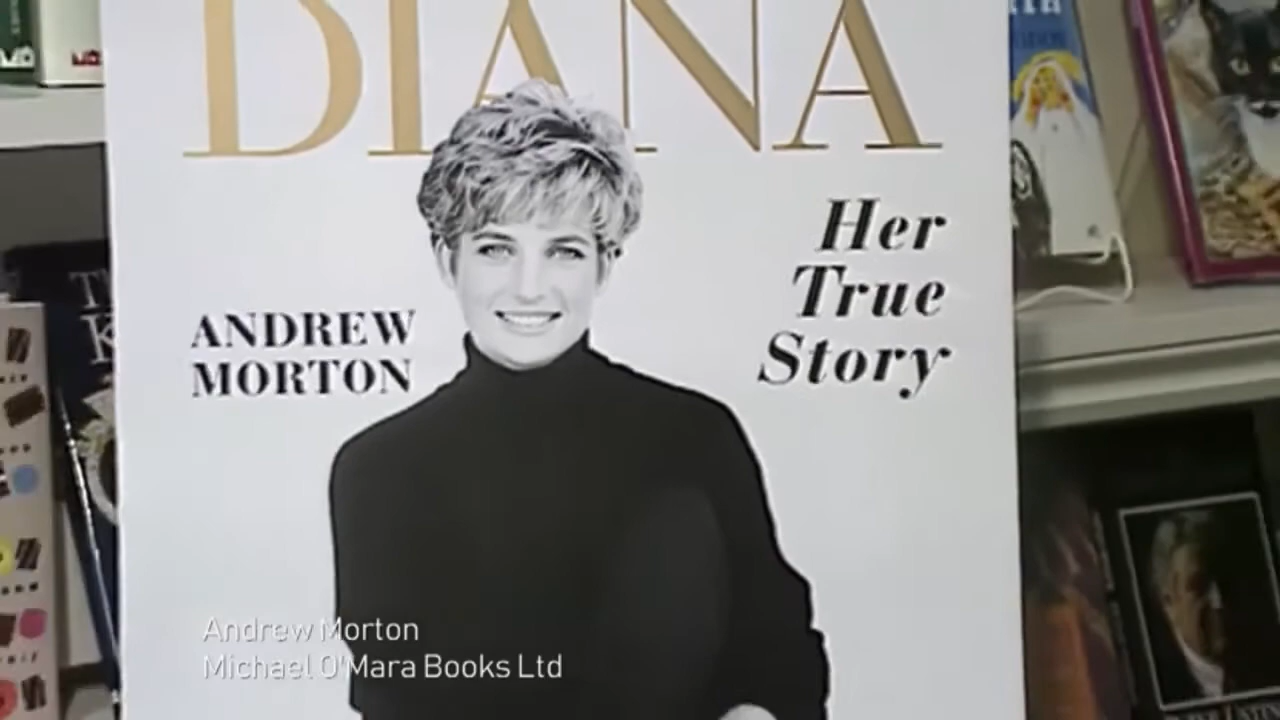 DIANA
Her
True
Story
ANDREW
MORTON
Andrew Morton
Michael O'Mara Books Ltd